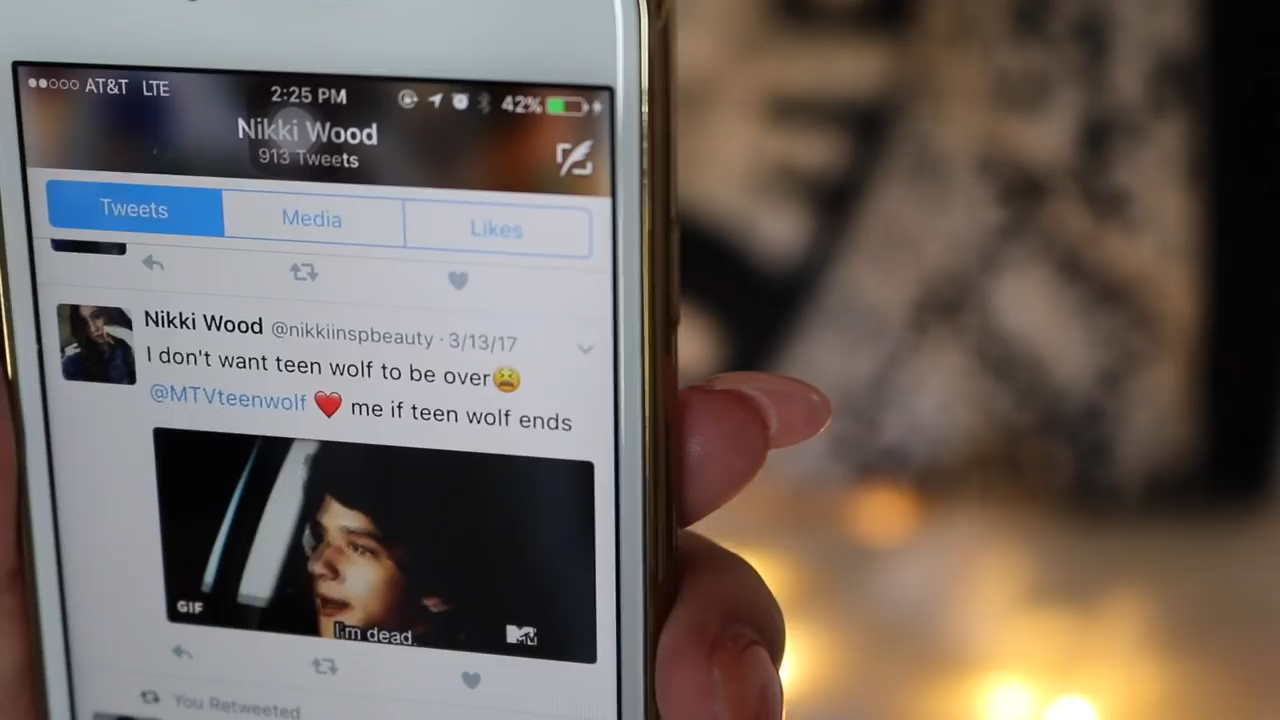 AT&T LTE 2:25 PM 42%
Nikki Wood
913 Tweets
Tweets Media Likes
Nikki Wood @nikkiinspbeauty · 3/13/17
I don't want teen wolf to be over😫
@MTVteenwolf ❤️ me if teen wolf ends
GIF
I'm dead.
MTV
You Retweeted